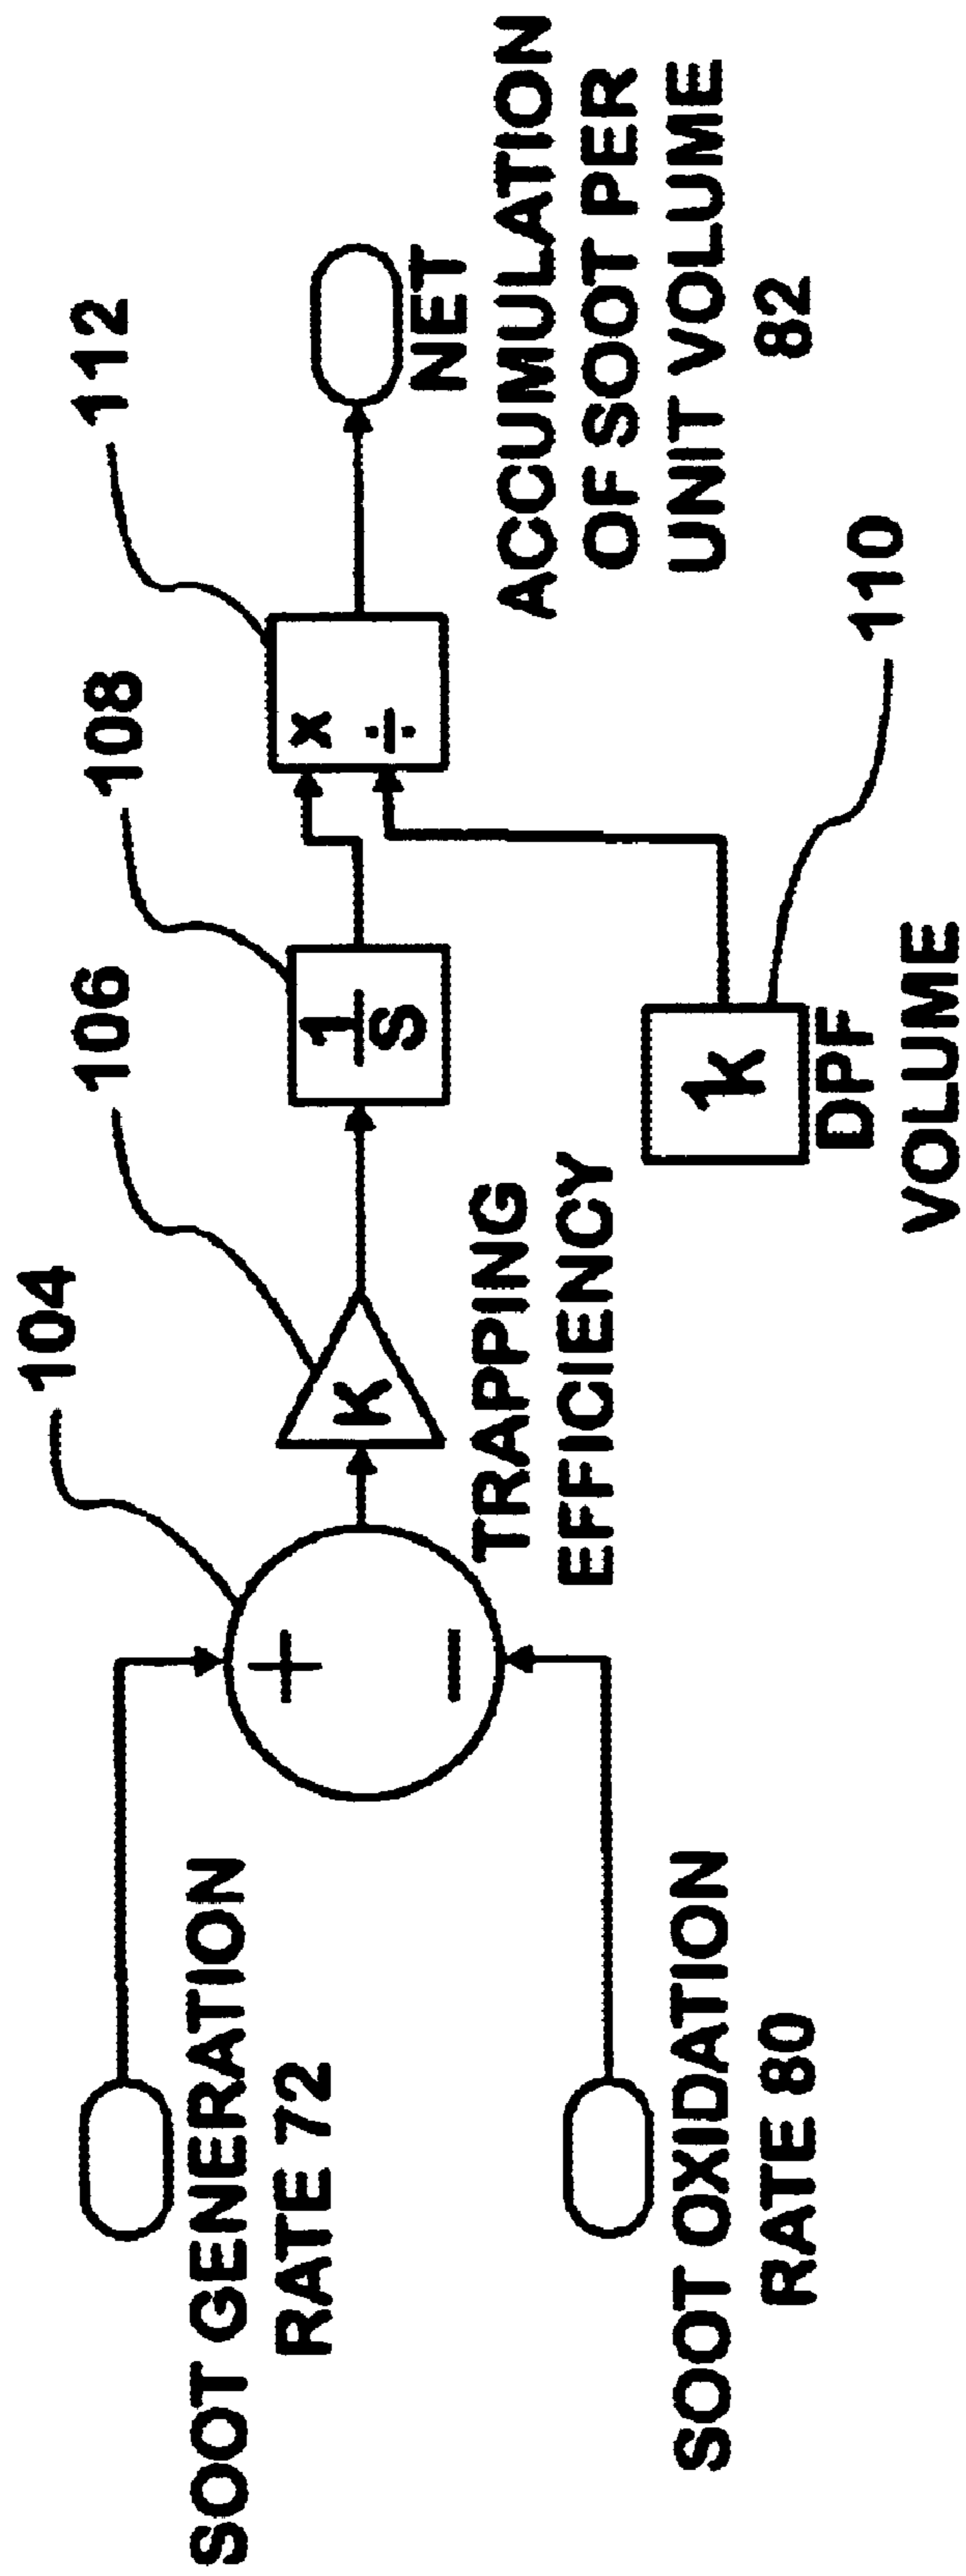 104
106
108
112
SOOT GENERATION
RATE 72
+
−
K
TRAPPING
EFFICIENCY
1
S
x
÷
NET
ACCUMULATION
OF SOOT PER
UNIT VOLUME
82
SOOT OXIDATION
RATE 80
k
DPF
VOLUME
110